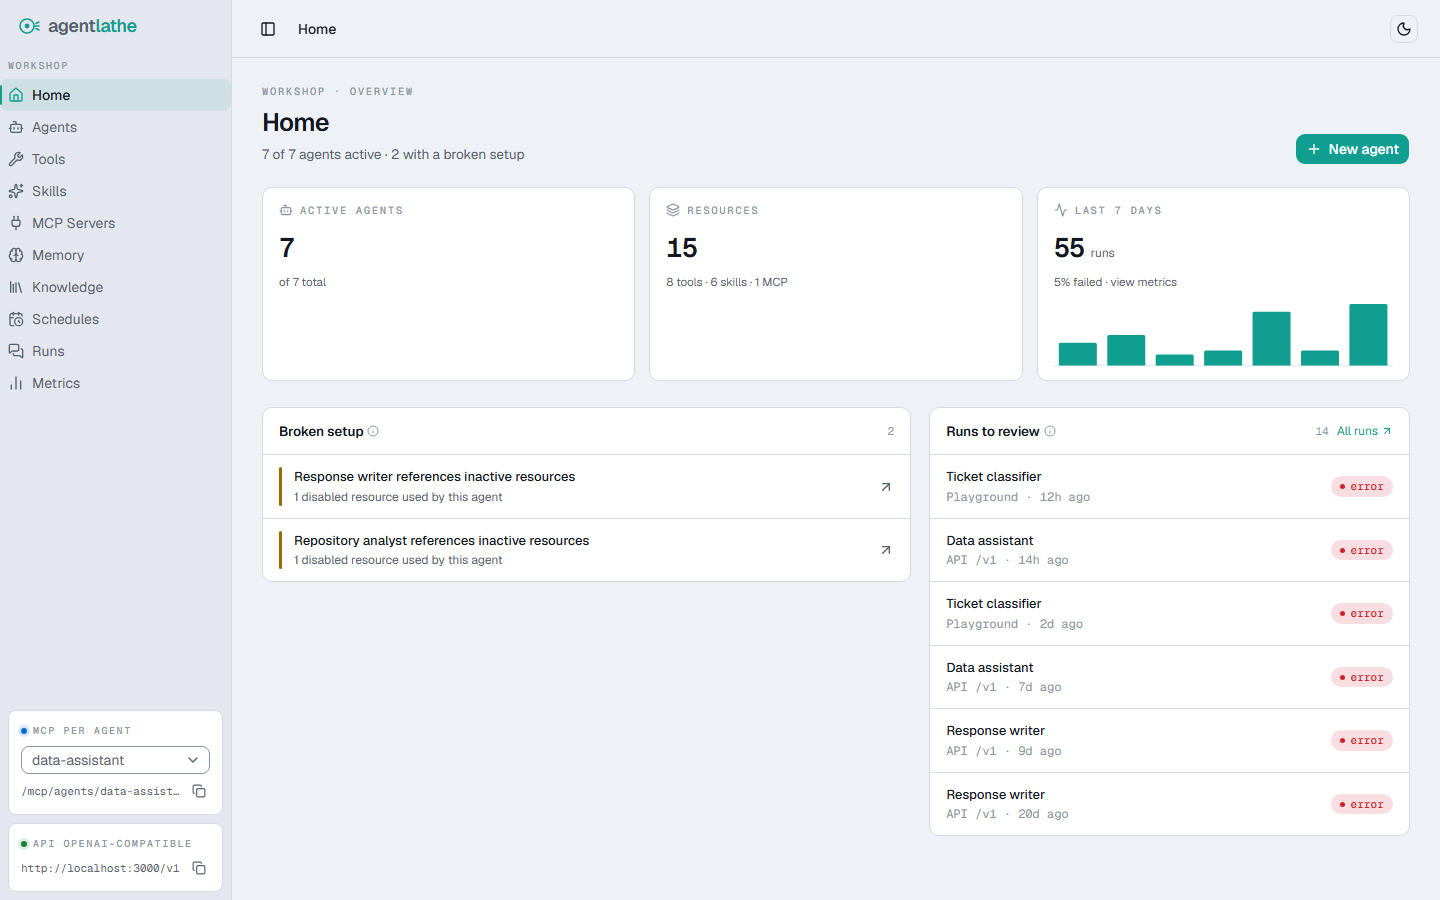 agentlathe
WORKSHOP
Home
Agents
Tools
Skills
MCP Servers
Memory
Knowledge
Schedules
Runs
Metrics
MCP PER AGENT
data-assistant
/mcp/agents/data-assist…
API OPENAI-COMPATIBLE
http://localhost:3000/v1
Home
WORKSHOP · OVERVIEW
Home
7 of 7 agents active · 2 with a broken setup
New agent
ACTIVE AGENTS
7
of 7 total
RESOURCES
15
8 tools · 6 skills · 1 MCP
LAST 7 DAYS
55 runs
5% failed · view metrics
Broken setup 2
Response writer references inactive resources
1 disabled resource used by this agent
Repository analyst references inactive resources
1 disabled resource used by this agent
Runs to review 14 All runs
Ticket classifier
Playground · 12h ago
error
Data assistant
API /v1 · 14h ago
error
Ticket classifier
Playground · 2d ago
error
Data assistant
API /v1 · 7d ago
error
Response writer
API /v1 · 9d ago
error
Response writer
API /v1 · 20d ago
error